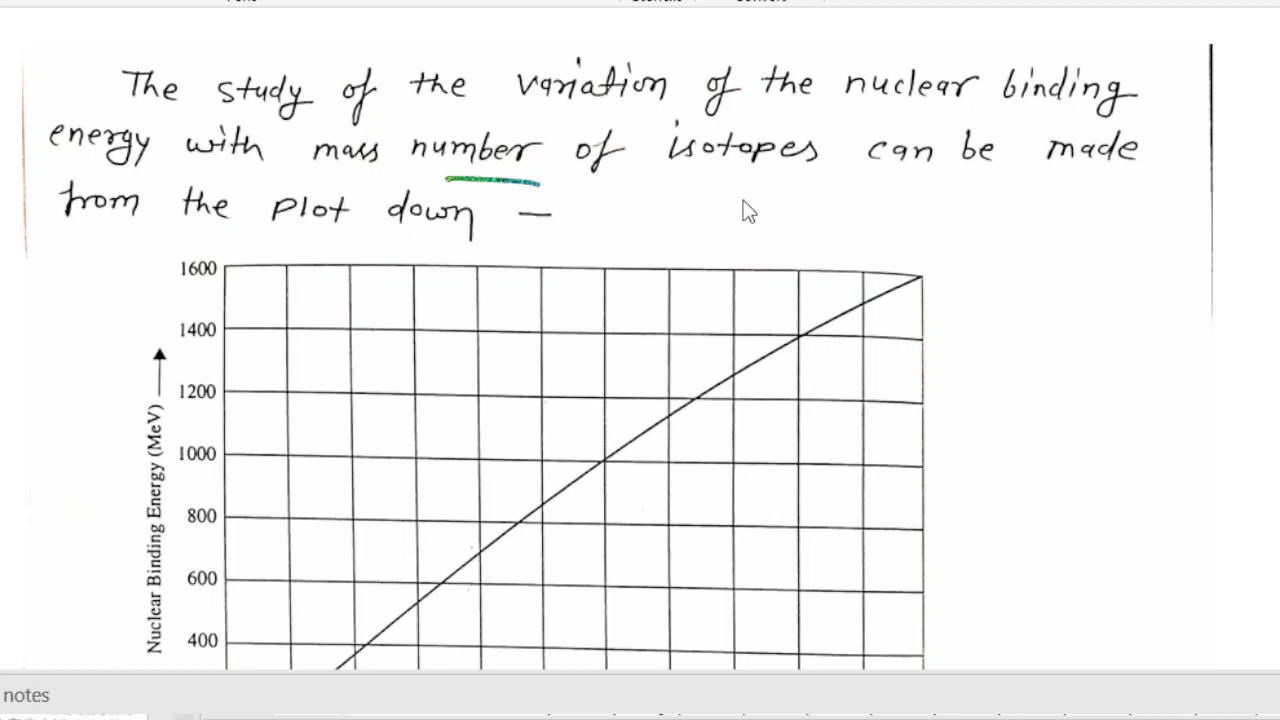 The study of the variation of the nuclear binding
energy with mass number of isotopes can be made
from the plot down —
1600
1400
1200
1000
800
600
400
Nuclear Binding Energy (MeV)
notes